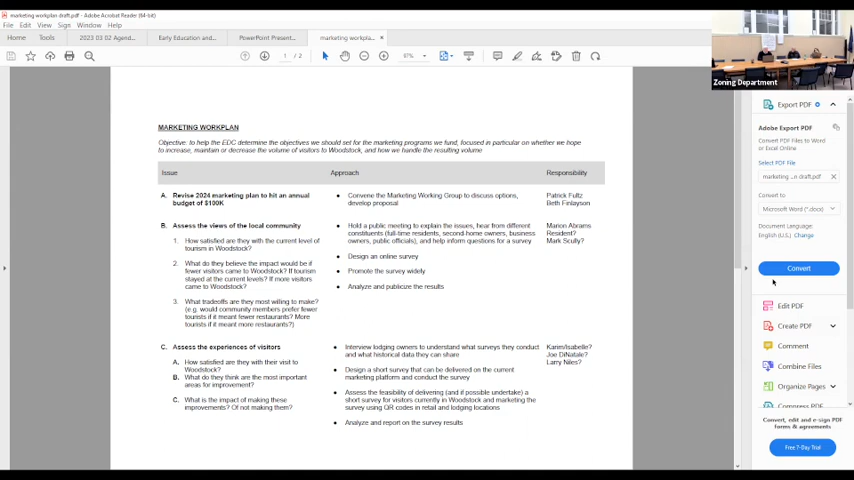 marketing workplan draft.pdf - Adobe Acrobat Reader (64-bit)
File Edit View Sign Window Help
Home Tools 2023 03 02 Agend... Early Education and... PowerPoint Present... marketing workpla... ×
1 / 2 97%
Zoning Department
MARKETING WORKPLAN
Objective: to help the EDC determine the objectives we should set for the marketing programs we fund, focused in particular on whether we hope
to increase, maintain or decrease the volume of visitors to Woodstock, and how we handle the resulting volume
Issue Approach Responsibility
A. Revise 2024 marketing plan to hit an annual
budget of $100K
• Convene the Marketing Working Group to discuss options,
develop proposal
Patrick Fultz
Beth Finlayson
B. Assess the views of the local community
1. How satisfied are they with the current level of
tourism in Woodstock?
2. What do they believe the impact would be if
fewer visitors came to Woodstock? If tourism
stayed at the current levels? If more visitors
came to Woodstock?
3. What tradeoffs are they most willing to make?
(e.g. would community members prefer fewer
tourists if it meant fewer restaurants? More
tourists if it meant more restaurants?)
• Hold a public meeting to explain the issues, hear from different
constituents (full-time residents, second-home owners, business
owners, public officials), and help inform questions for a survey
• Design an online survey
• Promote the survey widely
• Analyze and publicize the results
Marion Abrams
Resident?
Mark Scully?
C. Assess the experiences of visitors
A. How satisfied are they with their visit to
Woodstock?
B. What do they think are the most important
areas for improvement?
C. What is the impact of making these
improvements? Of not making them?
• Interview lodging owners to understand what surveys they conduct
and what historical data they can share
• Design a short survey that can be delivered on the current
marketing platform and conduct the survey
• Assess the feasibility of delivering (and if possible undertake) a
short survey for visitors currently in Woodstock and marketing the
survey using QR codes in retail and lodging locations
• Analyze and report on the survey results
Karim/Isabelle?
Joe DiNatale?
Larry Niles?
Export PDF
Adobe Export PDF
Convert PDF Files to Word
or Excel Online
Select PDF File
marketing ...n draft.pdf ×
Convert to
Microsoft Word (*.docx)
Document Language:
English (U.S.) Change
Convert
Edit PDF
Create PDF
Comment
Combine Files
Organize Pages
Compress PDF
Convert, edit and e-sign PDF
forms & agreements
Free 7-Day Trial